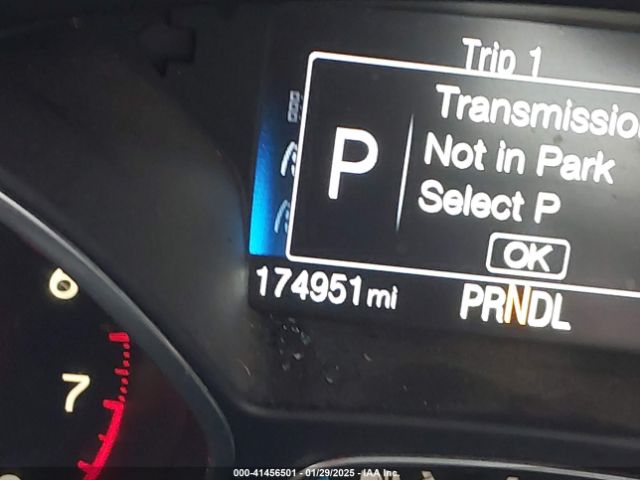 Trip 1
Transmission
Not in Park
Select P
P
OK
174951 mi
PRNDL
6
7
000-41456501 - 01/29/2025 - IAA Inc.